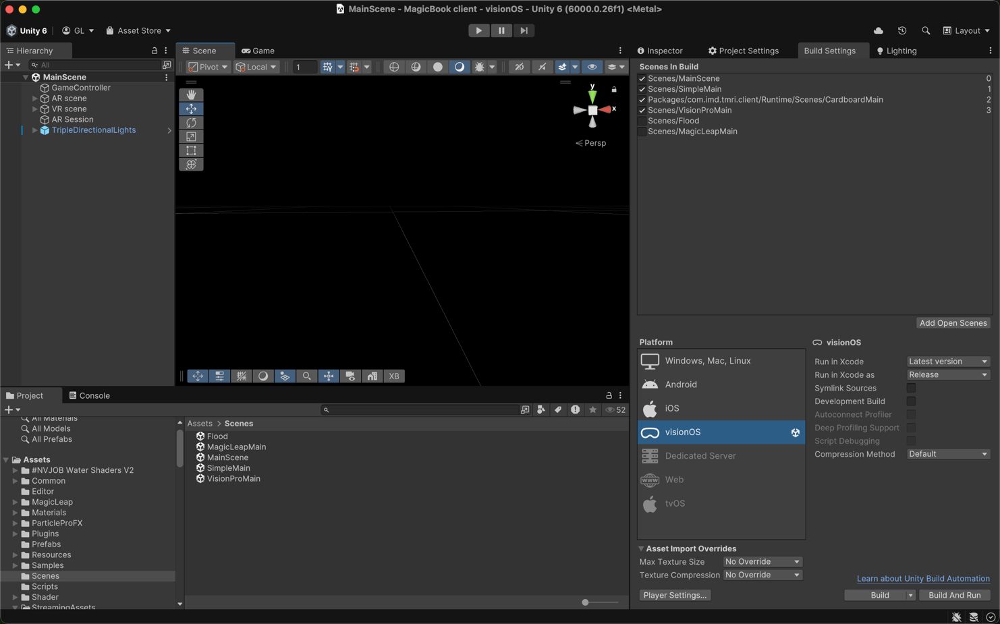 MainScene - MagicBook client - visionOS - Unity 6 (6000.0.26f1) <Metal>
Unity 6
GL
Asset Store
Layout
Hierarchy
All
MainScene
GameController
AR scene
VR scene
AR Session
TripleDirectionalLights
Scene
Game
Pivot
Local
1
2D
y
x
Persp
XB
Inspector
Project Settings
Build Settings
Lighting
Scenes In Build
Scenes/MainScene 0
Scenes/SimpleMain 1
Packages/com.imd.tmri.client/Runtime/Scenes/CardboardMain 2
Scenes/VisionProMain 3
Scenes/Flood
Scenes/MagicLeapMain
Add Open Scenes
Platform
Windows, Mac, Linux
Android
iOS
visionOS
Dedicated Server
Web
tvOS
visionOS
Run in Xcode Latest version
Run in Xcode as Release
Symlink Sources
Development Build
Autoconnect Profiler
Deep Profiling Support
Script Debugging
Compression Method Default
Asset Import Overrides
Max Texture Size No Override
Texture Compression No Override
Learn about Unity Build Automation
Player Settings...
Build
Build And Run
Project
Console
52
All Materials
All Models
All Prefabs
Assets
#NVJOB Water Shaders V2
Common
Editor
MagicLeap
Materials
ParticleProFX
Plugins
Prefabs
Resources
Samples
Scenes
Scripts
Shader
StreamingAssets
Assets > Scenes
Flood
MagicLeapMain
MainScene
SimpleMain
VisionProMain